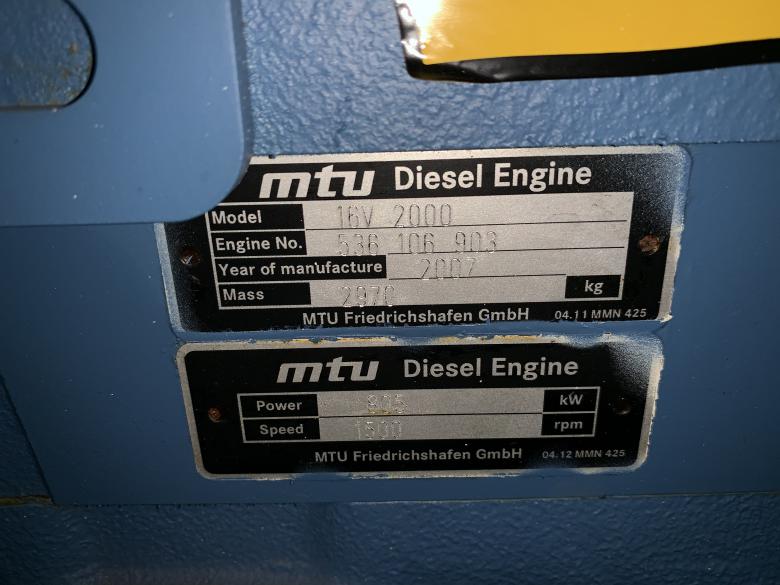 mtu Diesel Engine
Model 16V 2000
Engine No. 536 106 903
Year of manufacture 2007
Mass 2970 kg
MTU Friedrichshafen GmbH 04.11 MMN 425
mtu Diesel Engine
Power 805 kW
Speed 1500 rpm
MTU Friedrichshafen GmbH 04.12 MMN 425